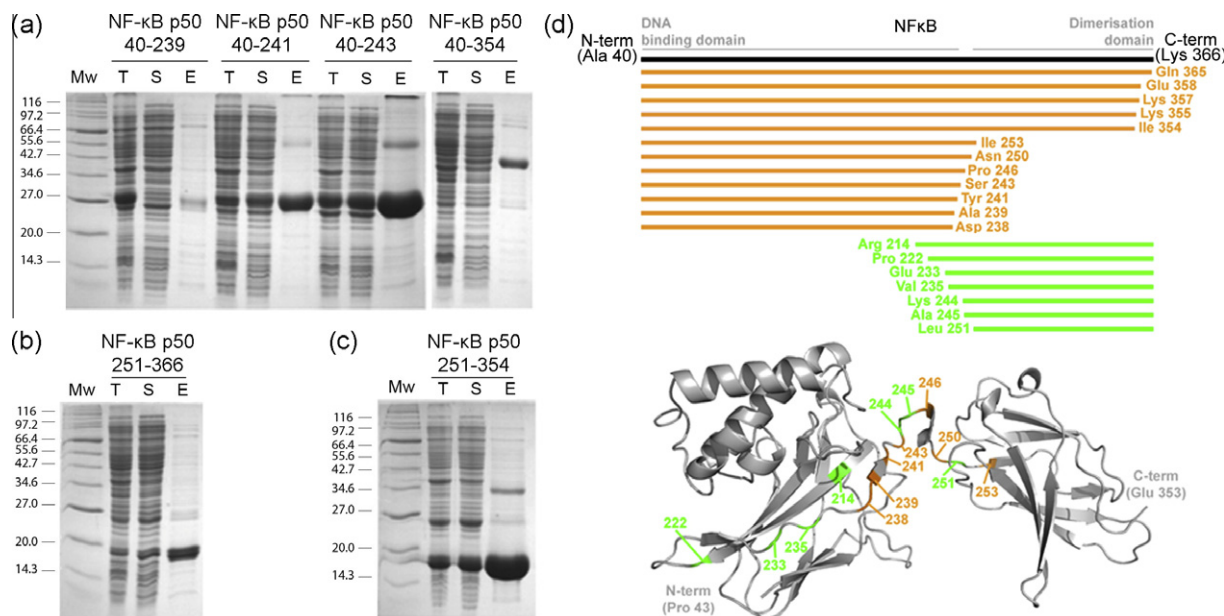 (a)
NF-κB p50 NF-κB p50 NF-κB p50 NF-κB p50
40-239 40-241 40-243 40-354
Mw T S E T S E T S E T S E
116
97.2
66.4
55.6
42.7
34.6
27.0
20.0
14.3
(b)
NF-κB p50
251-366
Mw T S E
116
97.2
66.4
55.6
42.7
34.6
27.0
20.0
14.3
(c)
NF-κB p50
251-354
Mw T S E
116
97.2
66.4
55.6
42.7
34.6
27.0
20.0
14.3
(d)
DNA
binding domain
NFκB
Dimerisation
domain
N-term
(Ala 40)
C-term
(Lys 366)
Gln 365
Glu 358
Lys 357
Lys 355
Ile 354
Ile 253
Asn 250
Pro 246
Ser 243
Tyr 241
Ala 239
Asp 238
Arg 214
Pro 222
Glu 233
Val 235
Lys 244
Ala 245
Leu 251
245
246
244
243
250
241
251
253
214
239
238
222
235
233
C-term
(Glu 353)
N-term
(Pro 43)